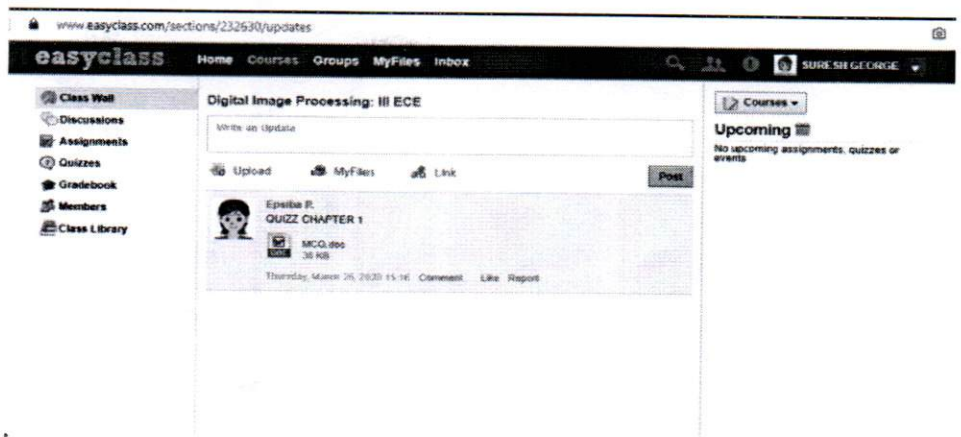 www.easyclass.com/sections/232630/updates
easyclass Home Courses Groups MyFiles Inbox SURESH GEORGE
Class Wall
Discussions
Assignments
Quizzes
Gradebook
Members
Class Library
Digital Image Processing: III ECE
Write an Update
Upload MyFiles Link Post
Epsiba P.
QUIZZ CHAPTER 1
MCQ.doc
36 KB
Thursday, March 26, 2020 15:16 Comment Like Report
Courses
Upcoming
No upcoming assignments, quizzes or
events